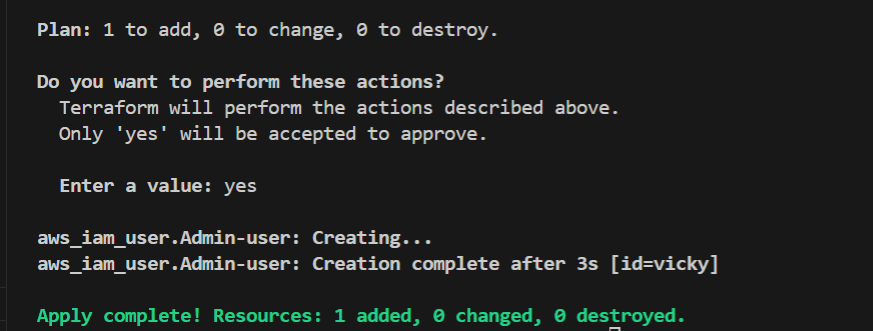 Plan: 1 to add, 0 to change, 0 to destroy.
Do you want to perform these actions?
Terraform will perform the actions described above.
Only 'yes' will be accepted to approve.
Enter a value: yes
aws_iam_user.Admin-user: Creating...
aws_iam_user.Admin-user: Creation complete after 3s [id=vicky]
Apply complete! Resources: 1 added, 0 changed, 0 destroyed.